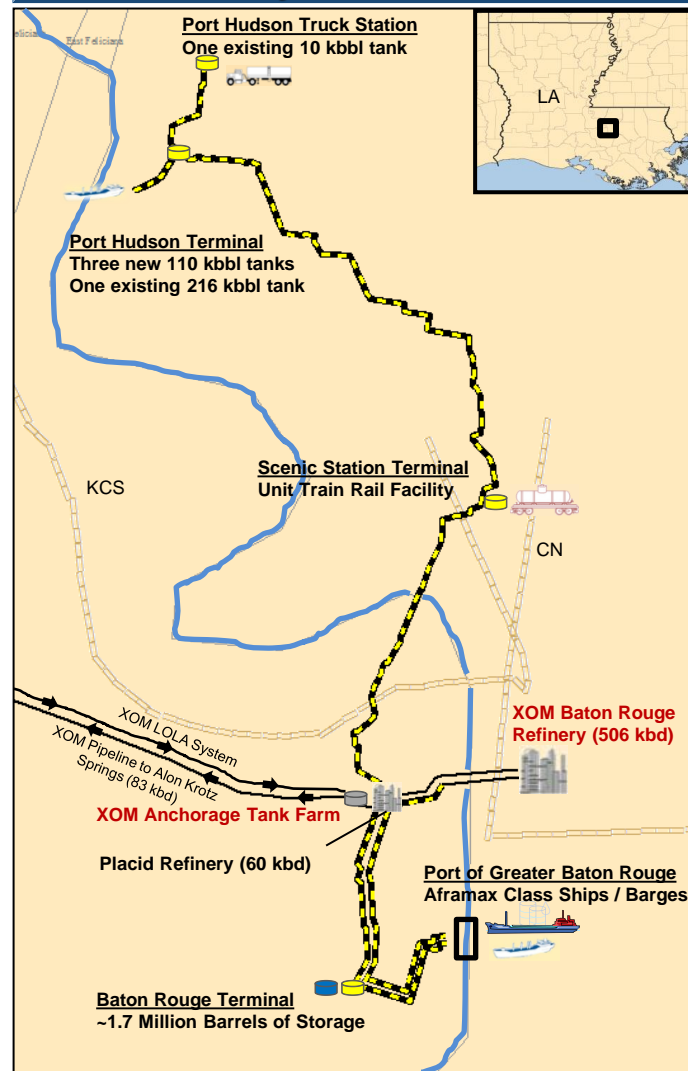 Port Hudson Truck Station
One existing 10 kbbl tank
East Feliciana
LA
Port Hudson Terminal
Three new 110 kbbl tanks
One existing 216 kbbl tank
Scenic Station Terminal
Unit Train Rail Facility
KCS
CN
XOM LOLA System
XOM Pipeline to Alon Krotz
Springs (83 kbd)
XOM Baton Rouge
Refinery (506 kbd)
XOM Anchorage Tank Farm
Placid Refinery (60 kbd)
Port of Greater Baton Rouge
Aframax Class Ships / Barges
Baton Rouge Terminal
~1.7 Million Barrels of Storage